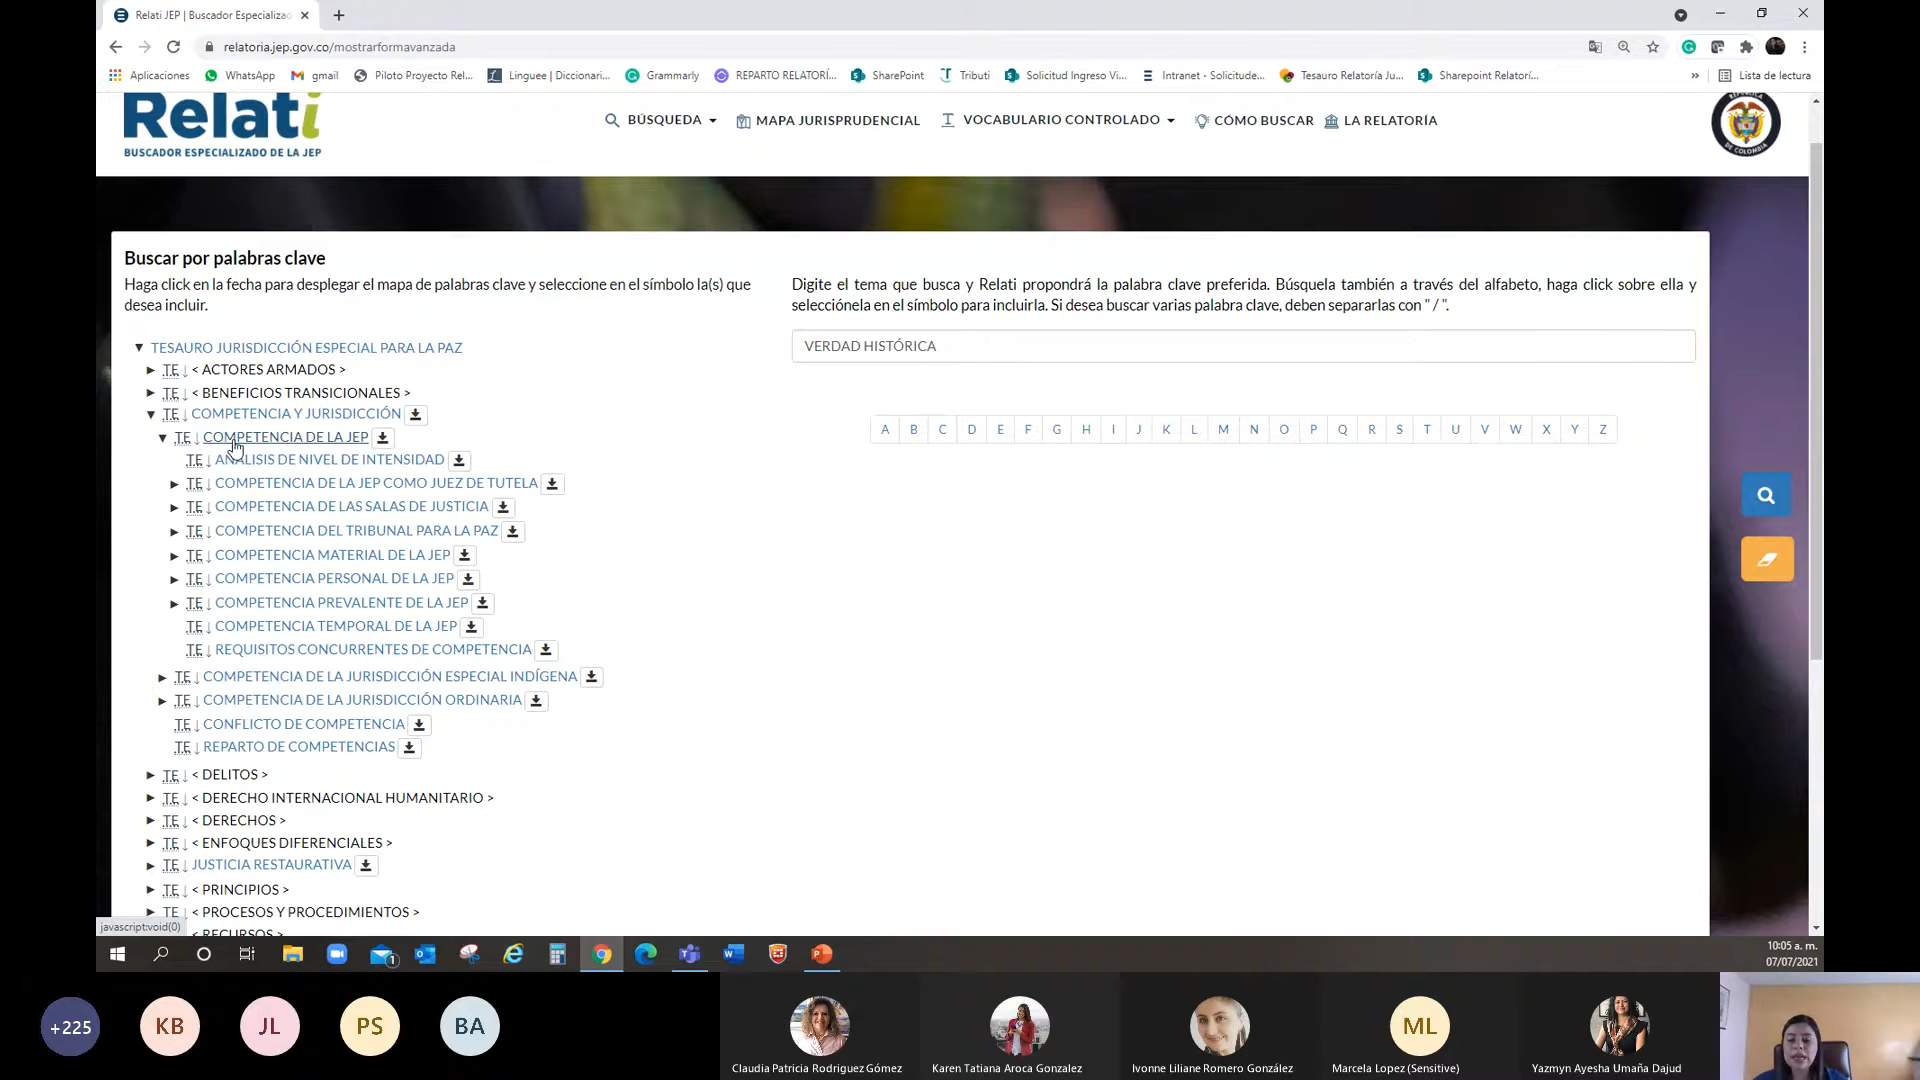 Relati JEP | Buscador Especializad
relatoria.jep.gov.co/mostrarformavanzada
Aplicaciones WhatsApp gmail Piloto Proyecto Rel... Linguee | Diccionari... Grammarly REPARTO RELATORÍ... SharePoint Tributi Solicitud Ingreso Vi... Intranet - Solicitude... Tesauro Relatoría Ju... Sharepoint Relatorí... » Lista de lectura
Relati
BUSCADOR ESPECIALIZADO DE LA JEP
BÚSQUEDA MAPA JURISPRUDENCIAL VOCABULARIO CONTROLADO CÓMO BUSCAR LA RELATORÍA
REPÚBLICA DE COLOMBIA
Buscar por palabras clave
Haga click en la fecha para desplegar el mapa de palabras clave y seleccione en el símbolo la(s) que
desea incluir.
Digite el tema que busca y Relati propondrá la palabra clave preferida. Búsquela también a través del alfabeto, haga click sobre ella y
selecciónela en el símbolo para incluirla. Si desea buscar varias palabra clave, deben separarlas con " / ".
VERDAD HISTÓRICA
A B C D E F G H I J K L M N O P Q R S T U V W X Y Z
TESAURO JURISDICCIÓN ESPECIAL PARA LA PAZ
TE ↓ < ACTORES ARMADOS >
TE ↓ < BENEFICIOS TRANSICIONALES >
TE ↓ COMPETENCIA Y JURISDICCIÓN
TE ↓ COMPETENCIA DE LA JEP
TE ↓ ANÁLISIS DE NIVEL DE INTENSIDAD
TE ↓ COMPETENCIA DE LA JEP COMO JUEZ DE TUTELA
TE ↓ COMPETENCIA DE LAS SALAS DE JUSTICIA
TE ↓ COMPETENCIA DEL TRIBUNAL PARA LA PAZ
TE ↓ COMPETENCIA MATERIAL DE LA JEP
TE ↓ COMPETENCIA PERSONAL DE LA JEP
TE ↓ COMPETENCIA PREVALENTE DE LA JEP
TE ↓ COMPETENCIA TEMPORAL DE LA JEP
TE ↓ REQUISITOS CONCURRENTES DE COMPETENCIA
TE ↓ COMPETENCIA DE LA JURISDICCIÓN ESPECIAL INDÍGENA
TE ↓ COMPETENCIA DE LA JURISDICCIÓN ORDINARIA
TE ↓ CONFLICTO DE COMPETENCIA
TE ↓ REPARTO DE COMPETENCIAS
TE ↓ < DELITOS >
TE ↓ < DERECHO INTERNACIONAL HUMANITARIO >
TE ↓ < DERECHOS >
TE ↓ < ENFOQUES DIFERENCIALES >
TE ↓ JUSTICIA RESTAURATIVA
TE ↓ < PRINCIPIOS >
TE ↓ < PROCESOS Y PROCEDIMIENTOS >
< RECURSOS >
javascript:void(0)
1
10:05 a. m.
07/07/2021
+225 KB JL PS BA ML
Claudia Patricia Rodriguez Gómez Karen Tatiana Aroca Gonzalez Ivonne Liliane Romero González Marcela Lopez (Sensitive) Yazmyn Ayesha Umaña Dajud